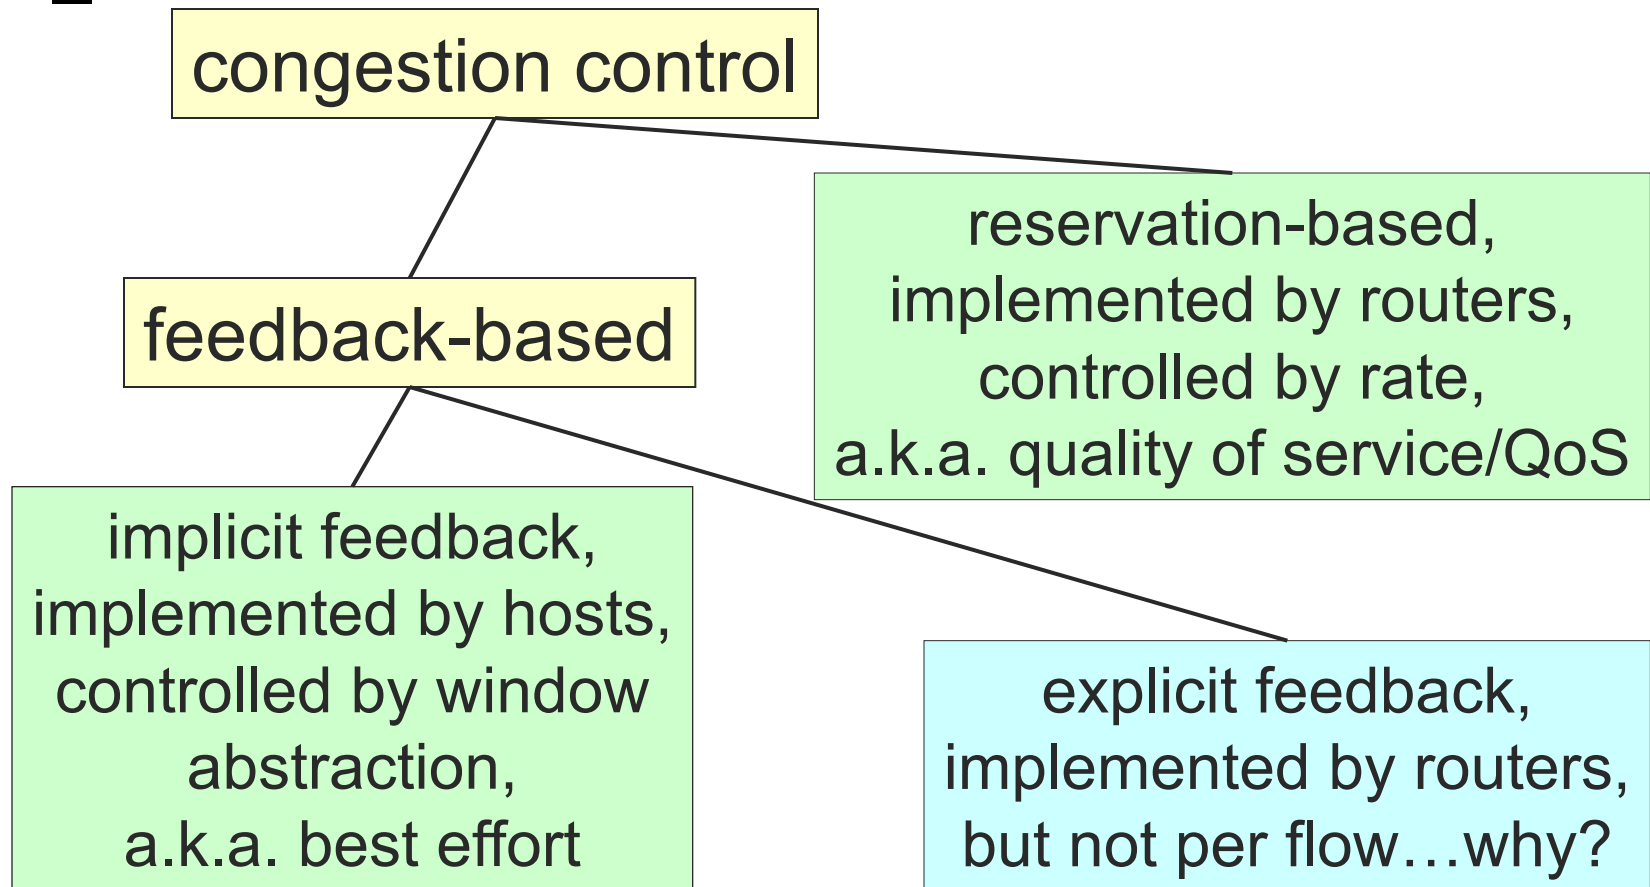 congestion control
reservation-based,
implemented by routers,
controlled by rate,
a.k.a. quality of service/QoS
feedback-based
implicit feedback,
implemented by hosts,
controlled by window
abstraction,
a.k.a. best effort
explicit feedback,
implemented by routers,
but not per flow…why?